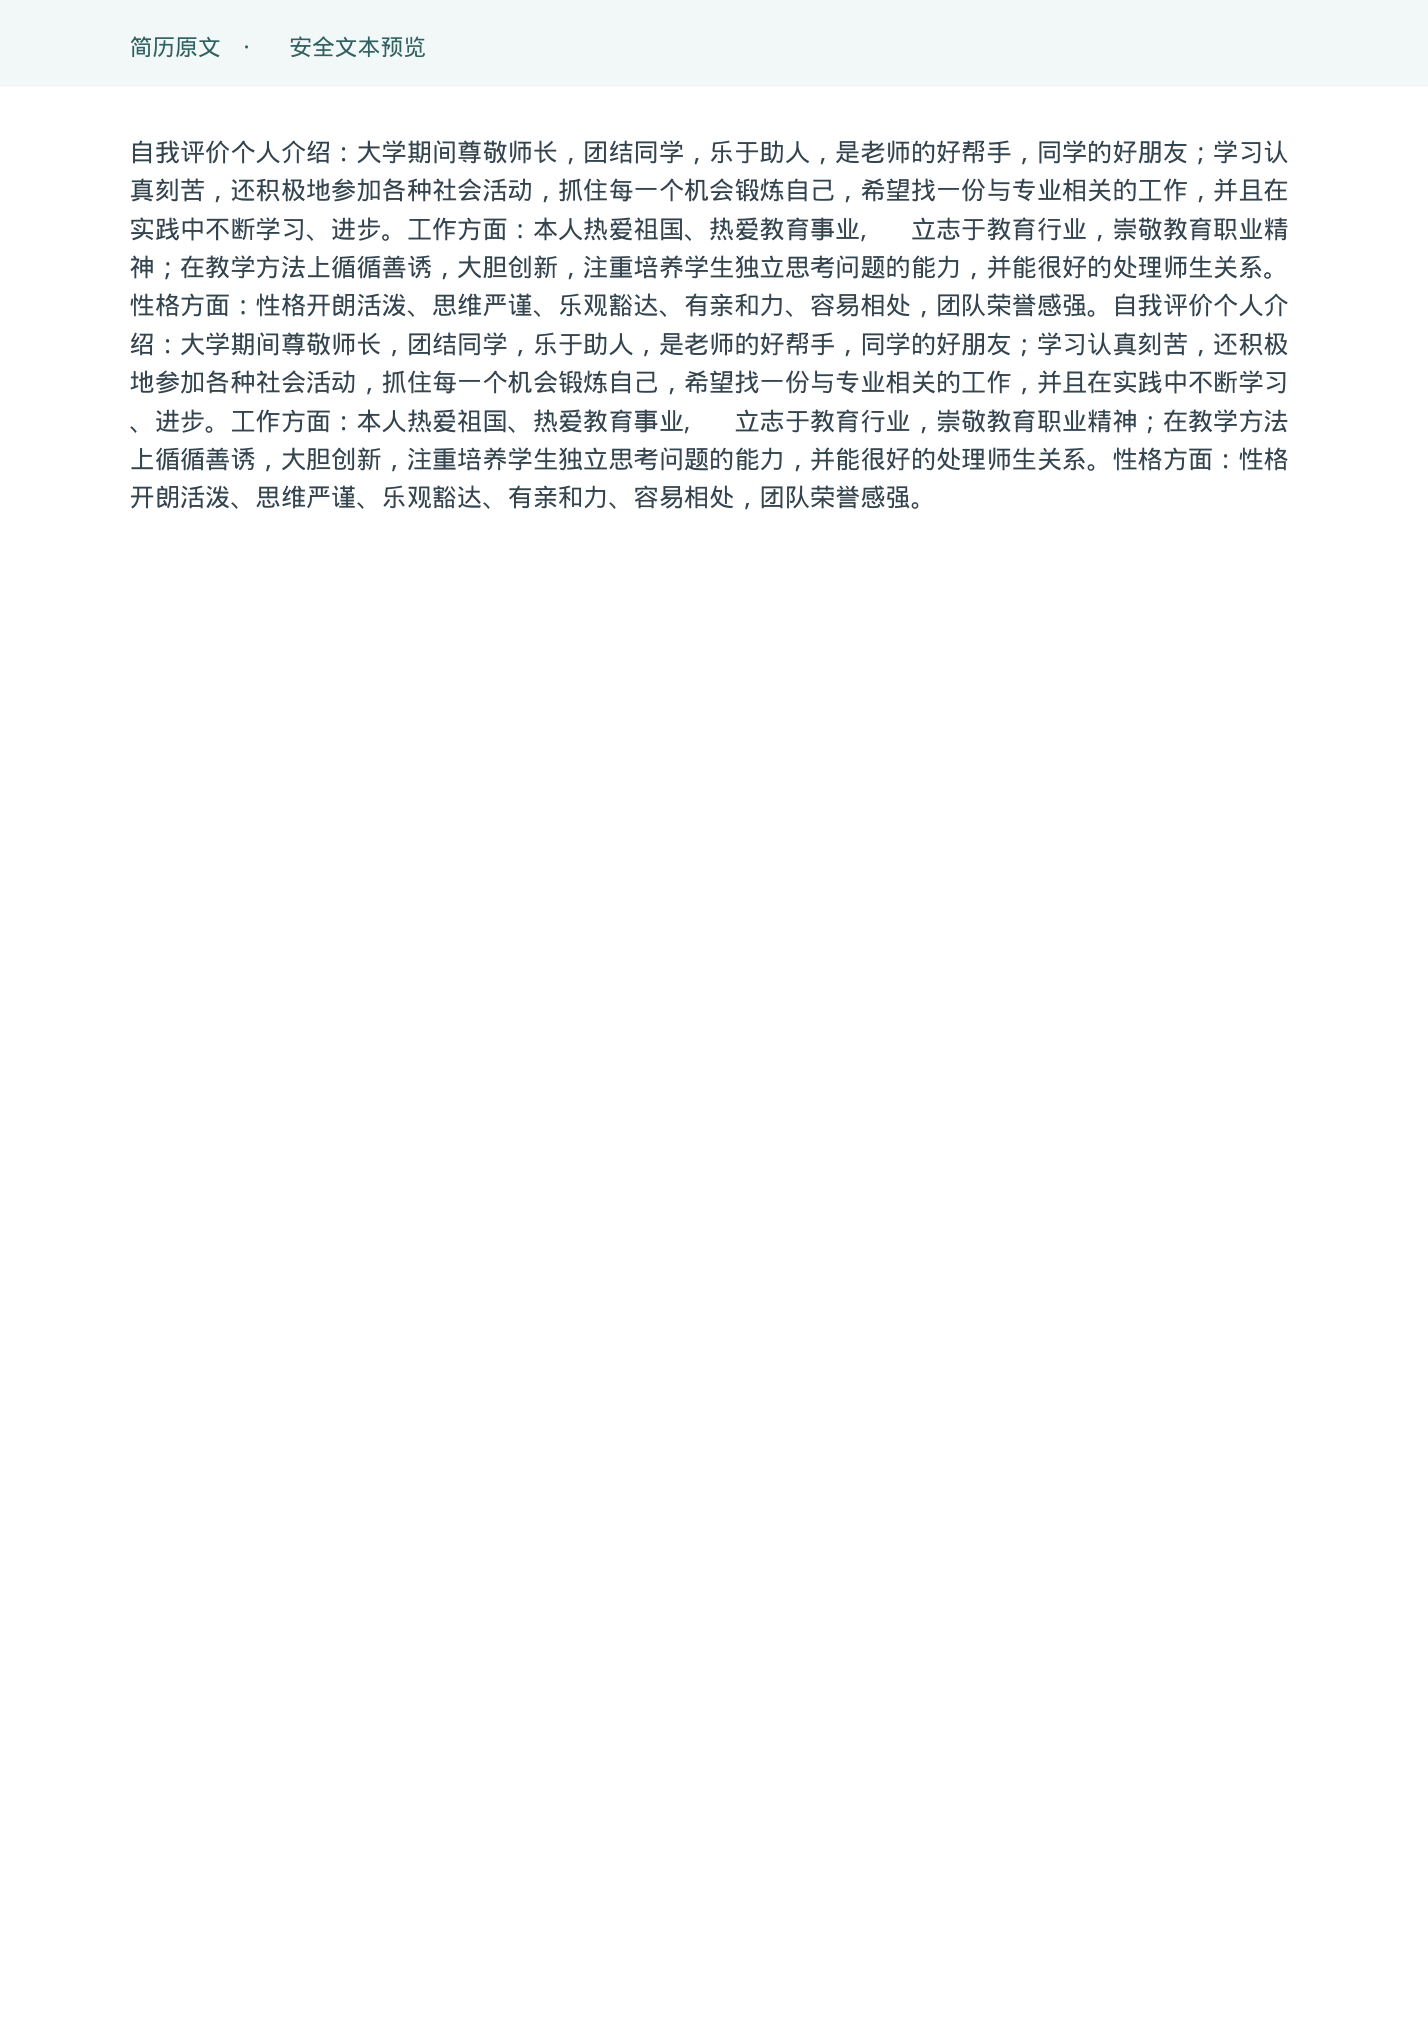 简历原文 · 安全文本预览
自我评价个人介绍：大学期间尊敬师长，团结同学，乐于助人，是老师的好帮手，同学的好朋友；学习认
真刻苦，还积极地参加各种社会活动，抓住每一个机会锻炼自己，希望找一份与专业相关的工作，并且在
实践中不断学习、进步。工作方面：本人热爱祖国、热爱教育事业, 立志于教育行业，崇敬教育职业精
神；在教学方法上循循善诱，大胆创新，注重培养学生独立思考问题的能力，并能很好的处理师生关系。
性格方面：性格开朗活泼、思维严谨、乐观豁达、有亲和力、容易相处，团队荣誉感强。自我评价个人介
绍：大学期间尊敬师长，团结同学，乐于助人，是老师的好帮手，同学的好朋友；学习认真刻苦，还积极
地参加各种社会活动，抓住每一个机会锻炼自己，希望找一份与专业相关的工作，并且在实践中不断学习
、进步。工作方面：本人热爱祖国、热爱教育事业, 立志于教育行业，崇敬教育职业精神；在教学方法
上循循善诱，大胆创新，注重培养学生独立思考问题的能力，并能很好的处理师生关系。性格方面：性格
开朗活泼、思维严谨、乐观豁达、有亲和力、容易相处，团队荣誉感强。